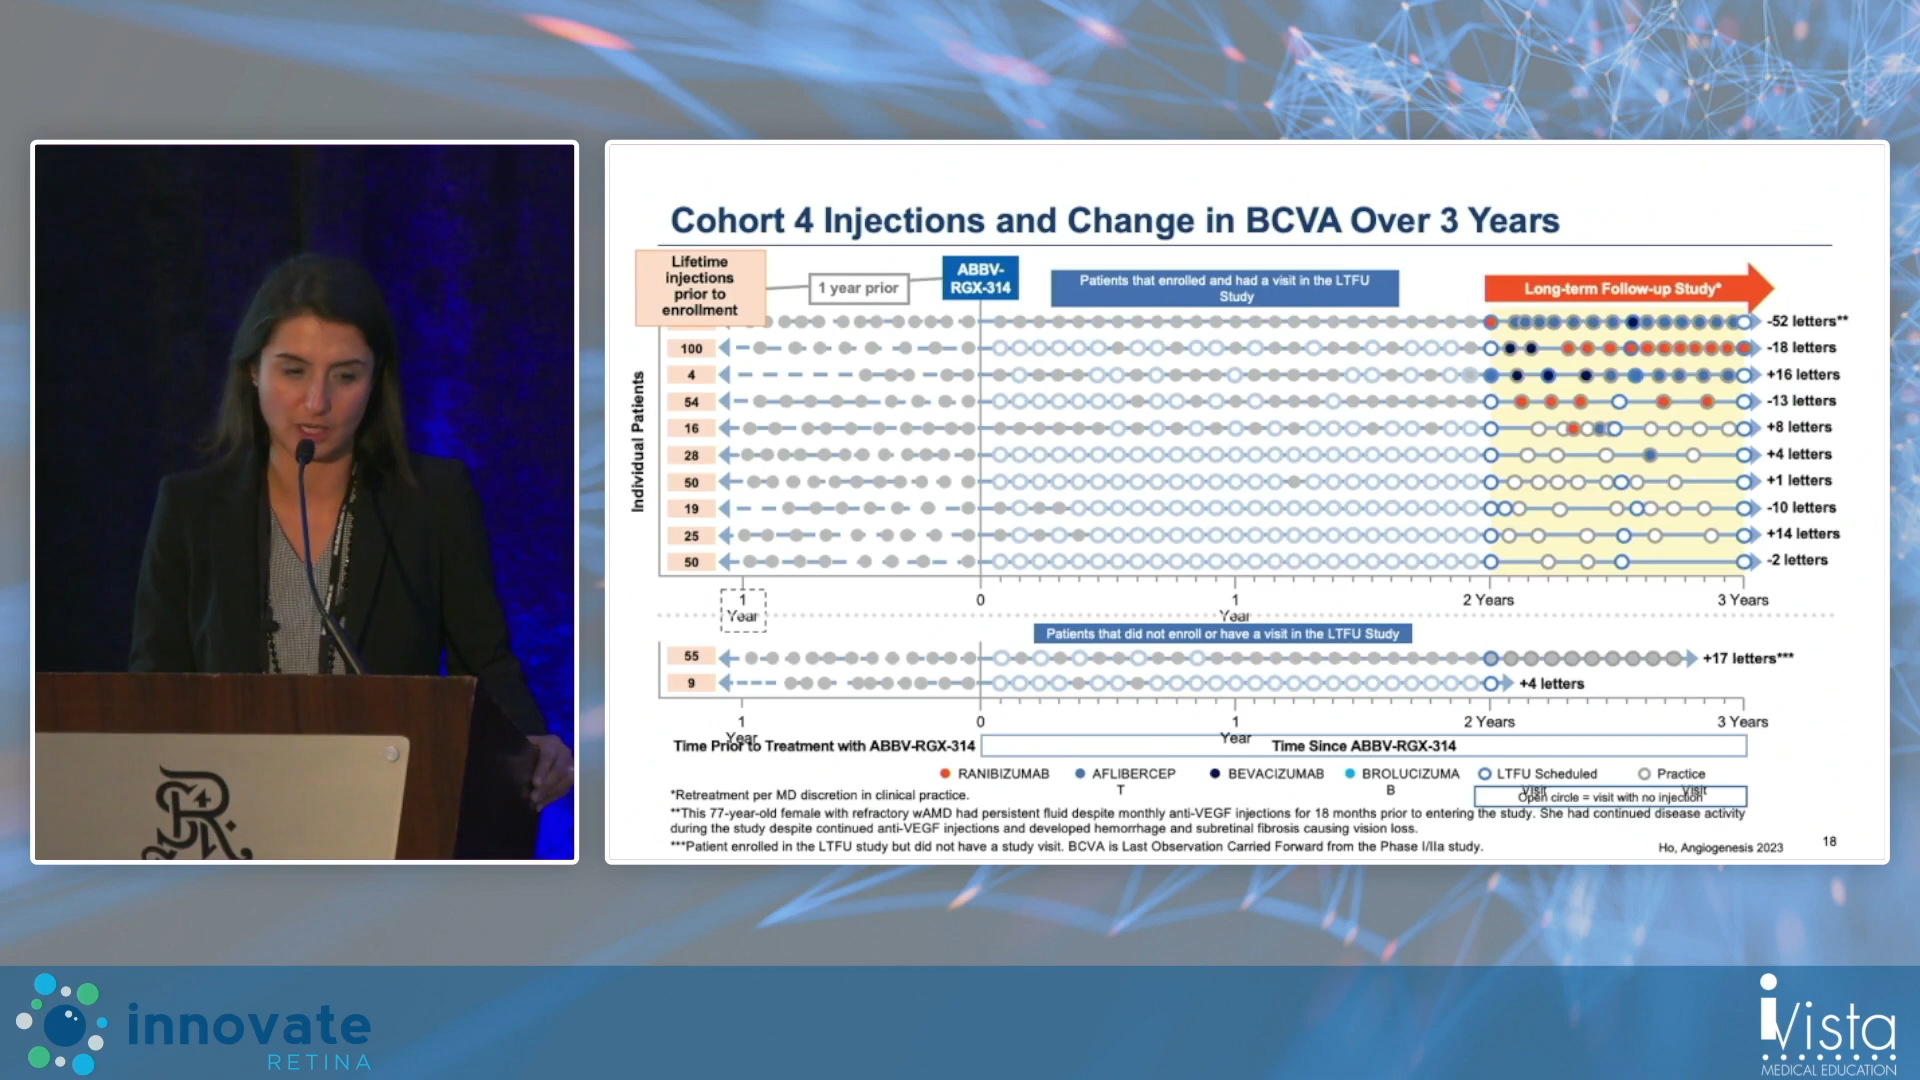 Cohort 4 Injections and Change in BCVA Over 3 Years
Lifetime
injections
prior to
enrollment
1 year prior
ABBV-
RGX-314
Patients that enrolled and had a visit in the LTFU
Study
Long-term Follow-up Study*
Individual Patients
-52 letters**
100
-18 letters
4
+16 letters
54
-13 letters
16
+8 letters
28
+4 letters
50
+1 letters
19
-10 letters
25
+14 letters
50
-2 letters
1
Year
0
1
Year
2 Years
3 Years
Patients that did not enroll or have a visit in the LTFU Study
55
+17 letters***
9
+4 letters
1
Year
0
1
Year
2 Years
3 Years
Time Prior to Treatment with ABBV-RGX-314
Time Since ABBV-RGX-314
RANIBIZUMAB
AFLIBERCEP
T
BEVACIZUMAB
BROLUCIZUMA
B
LTFU Scheduled
Visit
Practice
Visit
Open circle = visit with no injection
*Retreatment per MD discretion in clinical practice.
**This 77-year-old female with refractory wAMD had persistent fluid despite monthly anti-VEGF injections for 18 months prior to entering the study. She had continued disease activity
during the study despite continued anti-VEGF injections and developed hemorrhage and subretinal fibrosis causing vision loss.
***Patient enrolled in the LTFU study but did not have a study visit. BCVA is Last Observation Carried Forward from the Phase I/IIa study.
Ho, Angiogenesis 2023
18
innovate
RETINA
iVista
MEDICAL EDUCATION